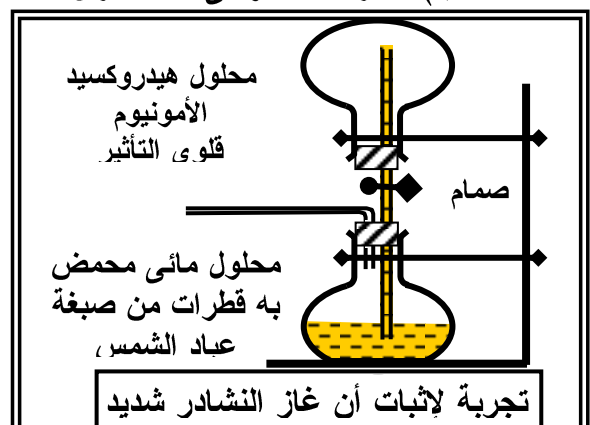 محلول هيدروكسيد
الأمونيوم
قلوى التأثير
صمام
محلول مائى محمض
به قطرات من صبغة
عباد الشمس
تجربة لإثبات أن غاز النشادر شديد